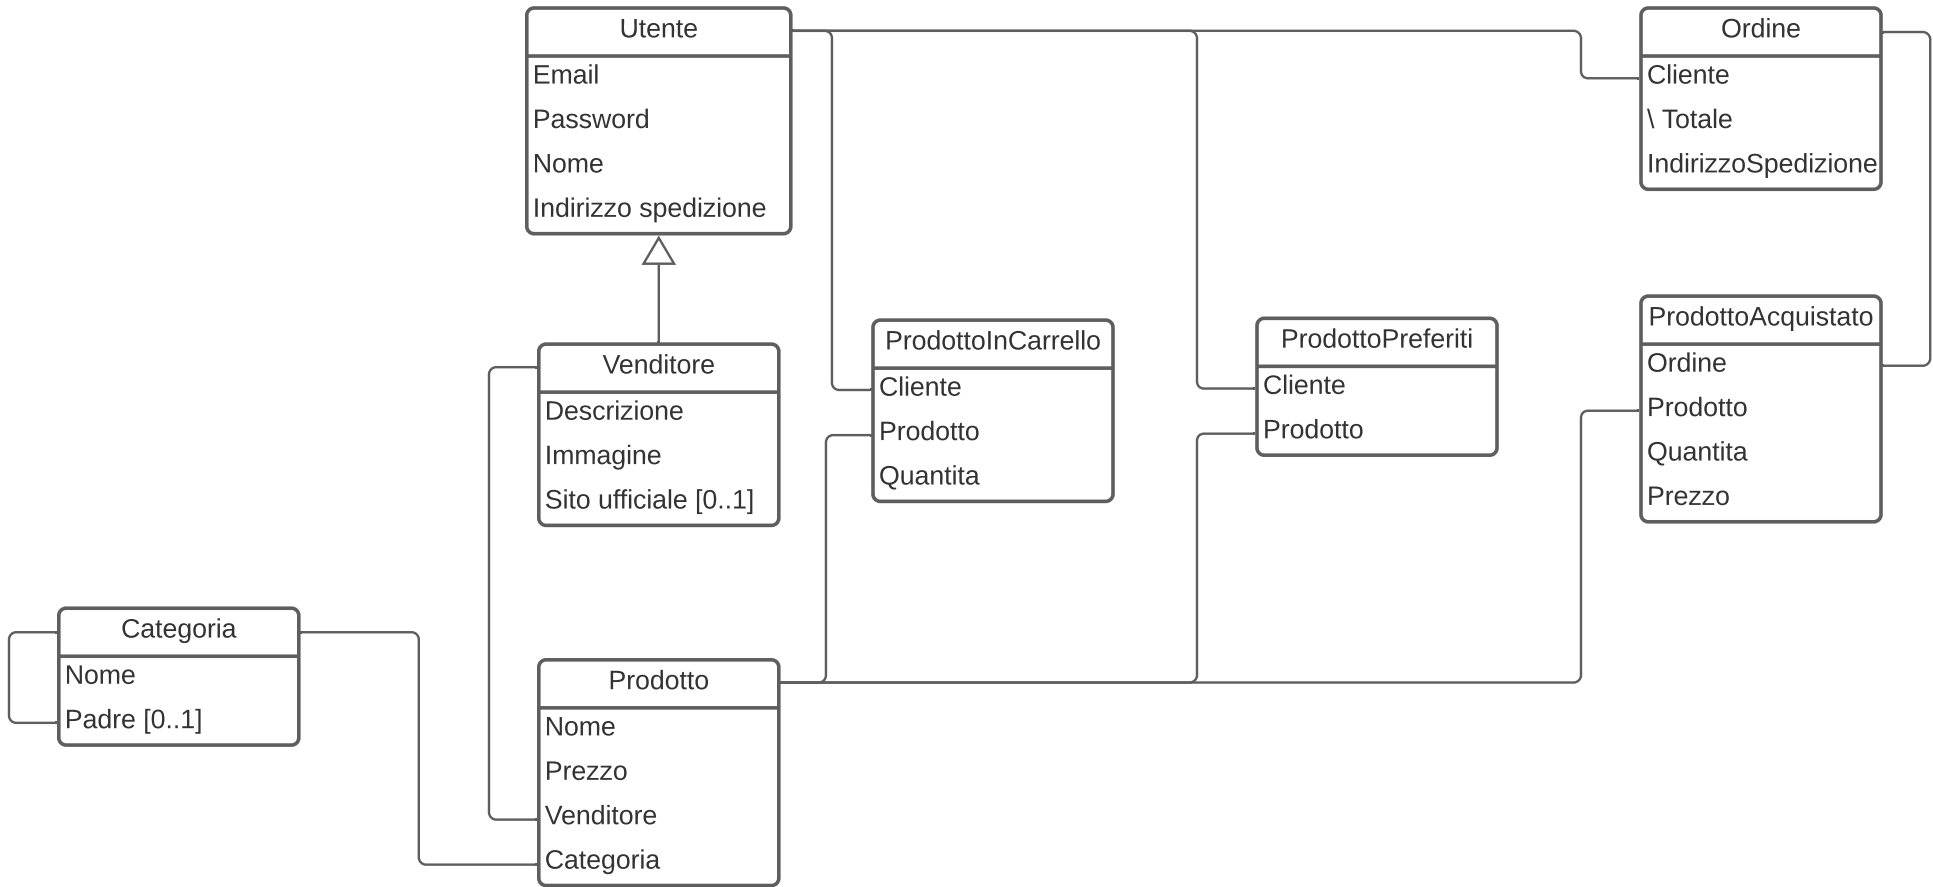 Utente
Email
Password
Nome
Indirizzo spedizione
Ordine
Cliente
\ Totale
IndirizzoSpedizione
Venditore
Descrizione
Immagine
Sito ufficiale [0..1]
ProdottoInCarrello
Cliente
Prodotto
Quantita
ProdottoPreferiti
Cliente
Prodotto
ProdottoAcquistato
Ordine
Prodotto
Quantita
Prezzo
Categoria
Nome
Padre [0..1]
Prodotto
Nome
Prezzo
Venditore
Categoria